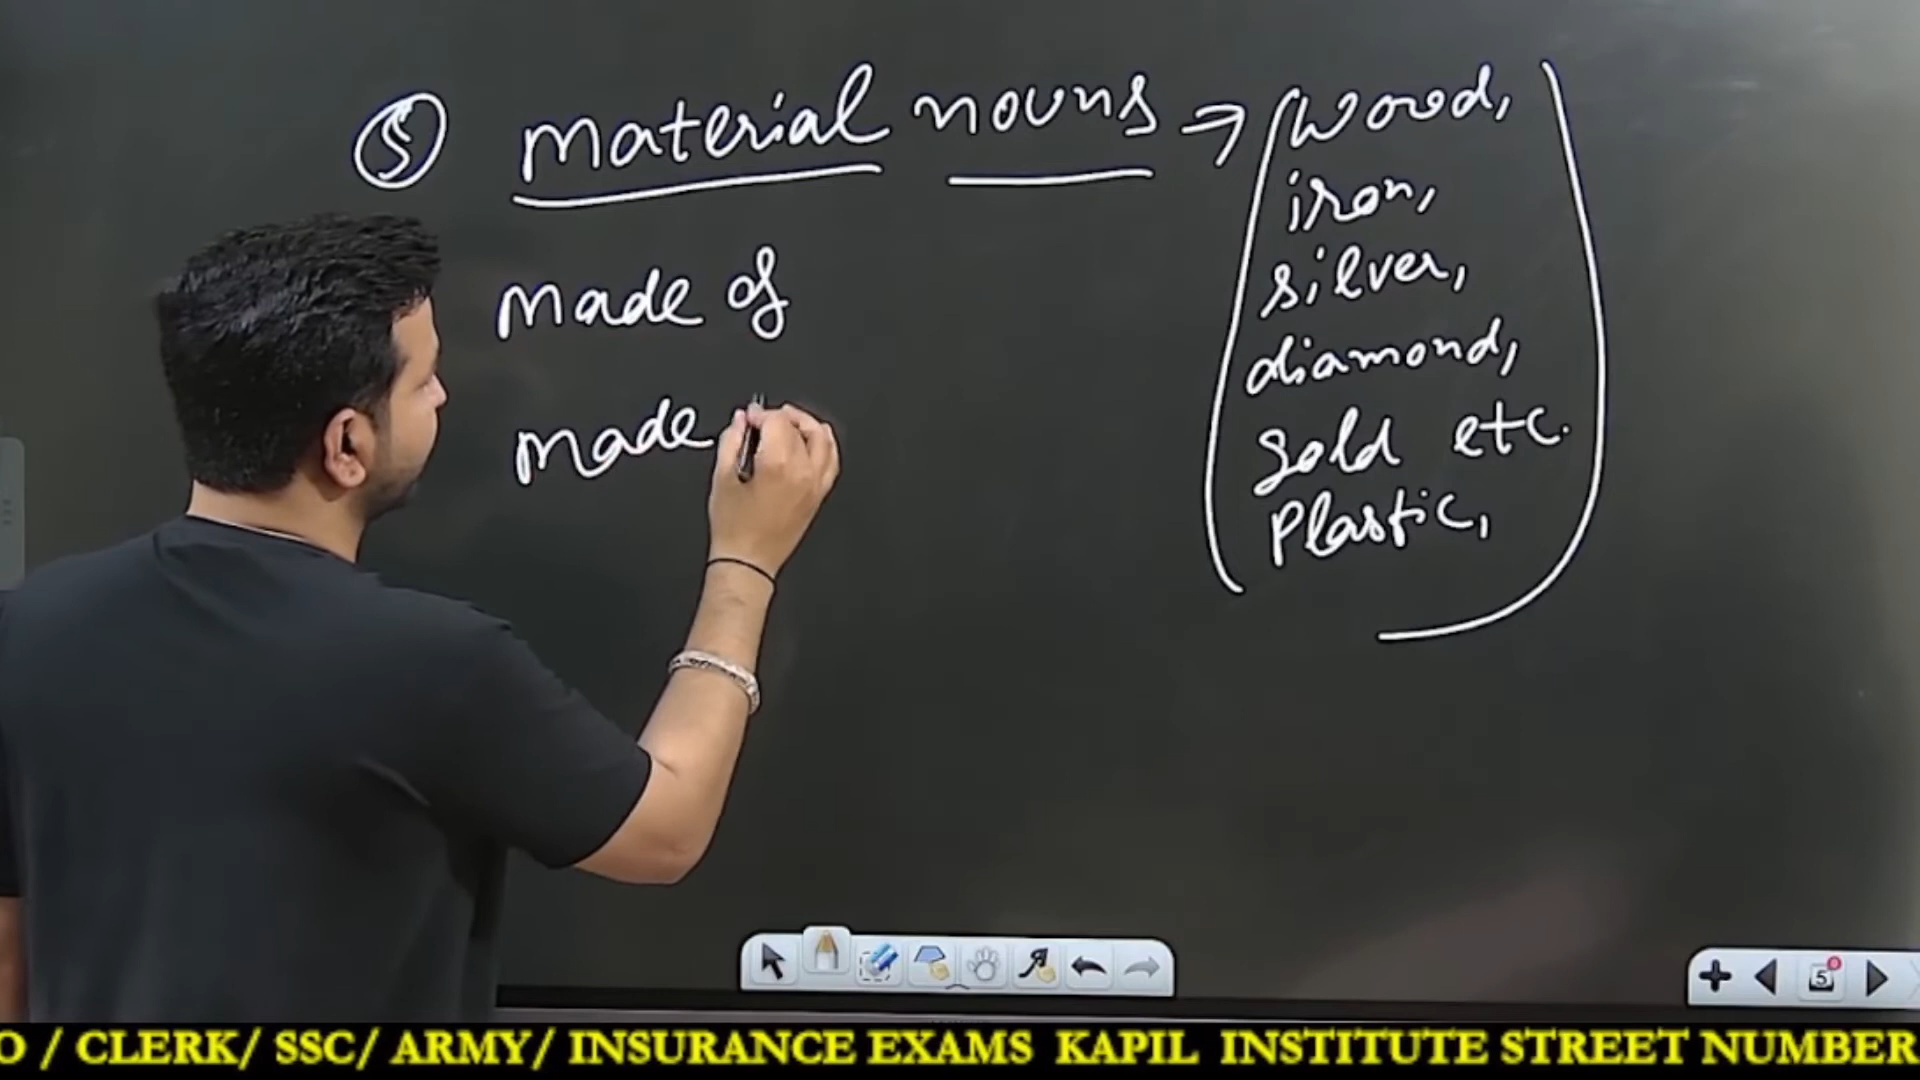 5 Material nouns → (wood,
iron,
silver,
diamond,
gold etc.
Plastic,)
Made of
Made
5
O / CLERK/ SSC/ ARMY/ INSURANCE EXAMS KAPIL INSTITUTE STREET NUMBER